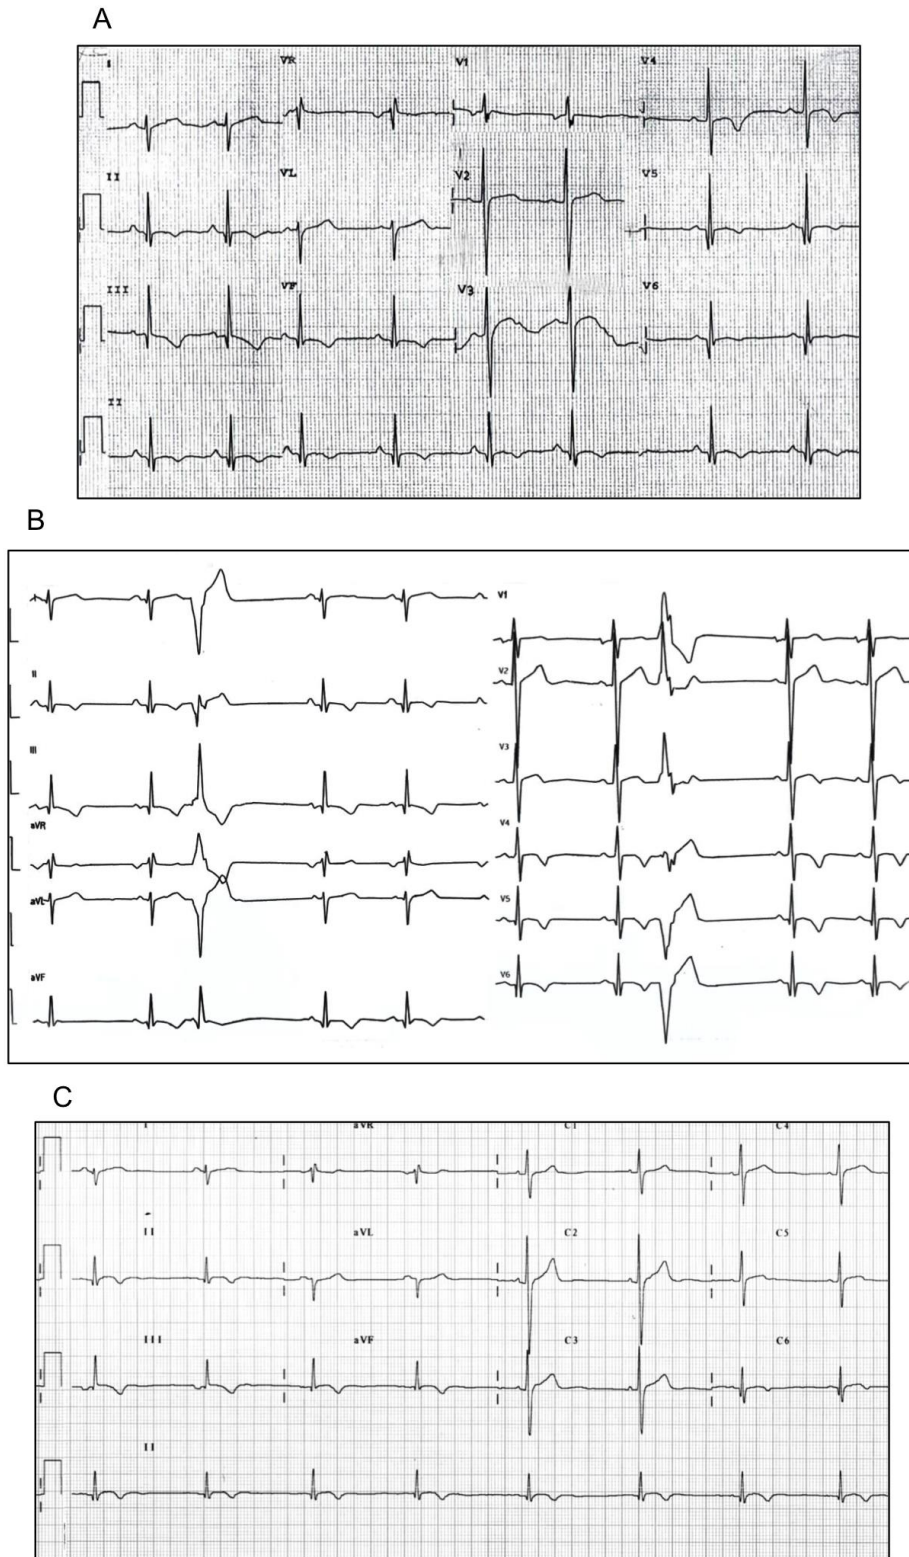 A
I VR V1 V4
II VL V2 V5
III VF V3 V6
II
B
I V1
II V2
III V3
aVR V4
aVL V5
aVF V6
C
I aVR C1 C4
II aVL C2 C5
III aVF C3 C6
II